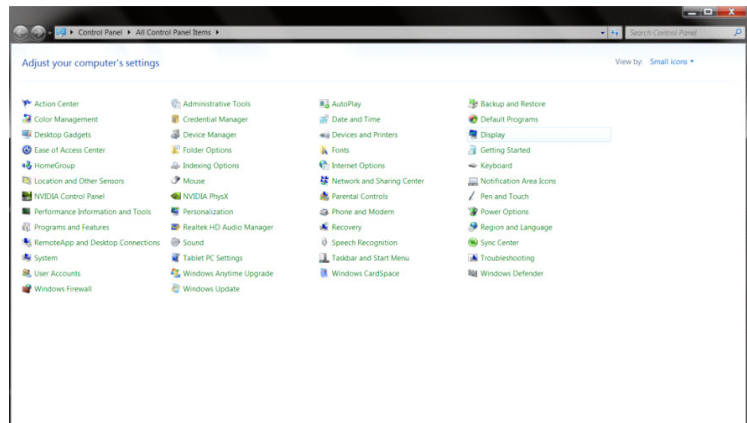 Control Panel All Control Panel Items
Search Control Panel
Adjust your computer's settings
View by: Small icons
Action Center Administrative Tools AutoPlay Backup and Restore
Color Management Credential Manager Date and Time Default Programs
Desktop Gadgets Device Manager Devices and Printers Display
Ease of Access Center Folder Options Fonts Getting Started
HomeGroup Indexing Options Internet Options Keyboard
Location and Other Sensors Mouse Network and Sharing Center Notification Area Icons
NVIDIA Control Panel NVIDIA PhysX Parental Controls Pen and Touch
Performance Information and Tools Personalization Phone and Modem Power Options
Programs and Features Realtek HD Audio Manager Recovery Region and Language
RemoteApp and Desktop Connections Sound Speech Recognition Sync Center
System Tablet PC Settings Taskbar and Start Menu Troubleshooting
User Accounts Windows Anytime Upgrade Windows CardSpace Windows Defender
Windows Firewall Windows Update